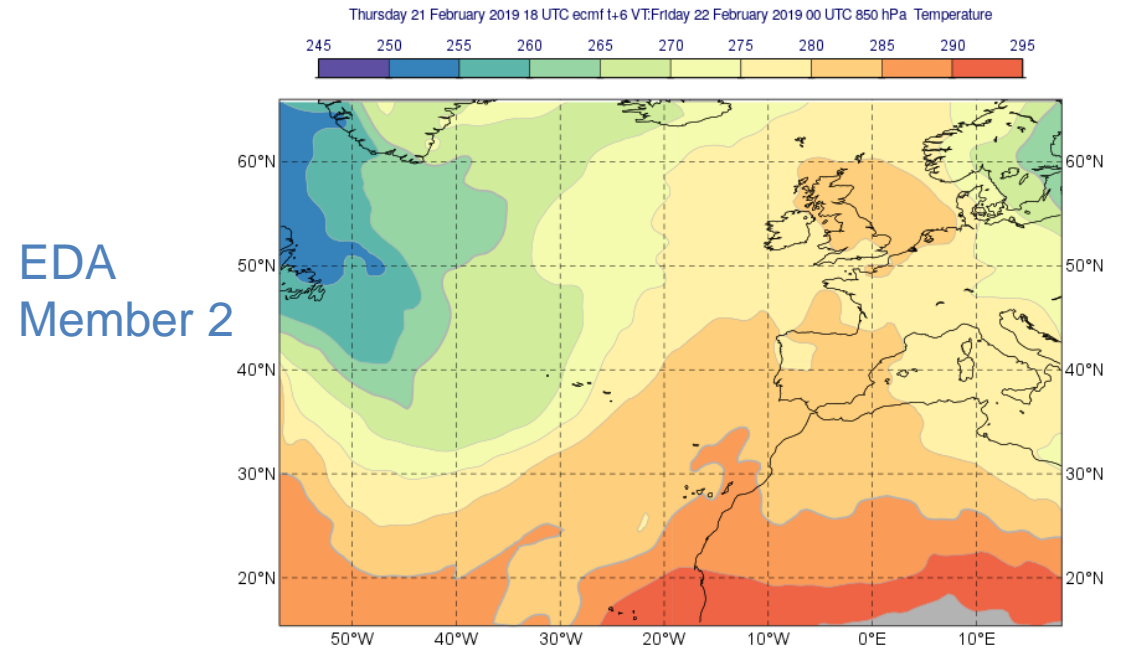 Thursday 21 February 2019 18 UTC ecmf t+6 VT:Friday 22 February 2019 00 UTC 850 hPa Temperature
245 250 255 260 265 270 275 280 285 290 295
60°N 60°N
EDA
50°N 50°N
Member 2
40°N 40°N
30°N 30°N
20°N 20°N
50°W 40°W 30°W 20°W 10°W 0°E 10°E